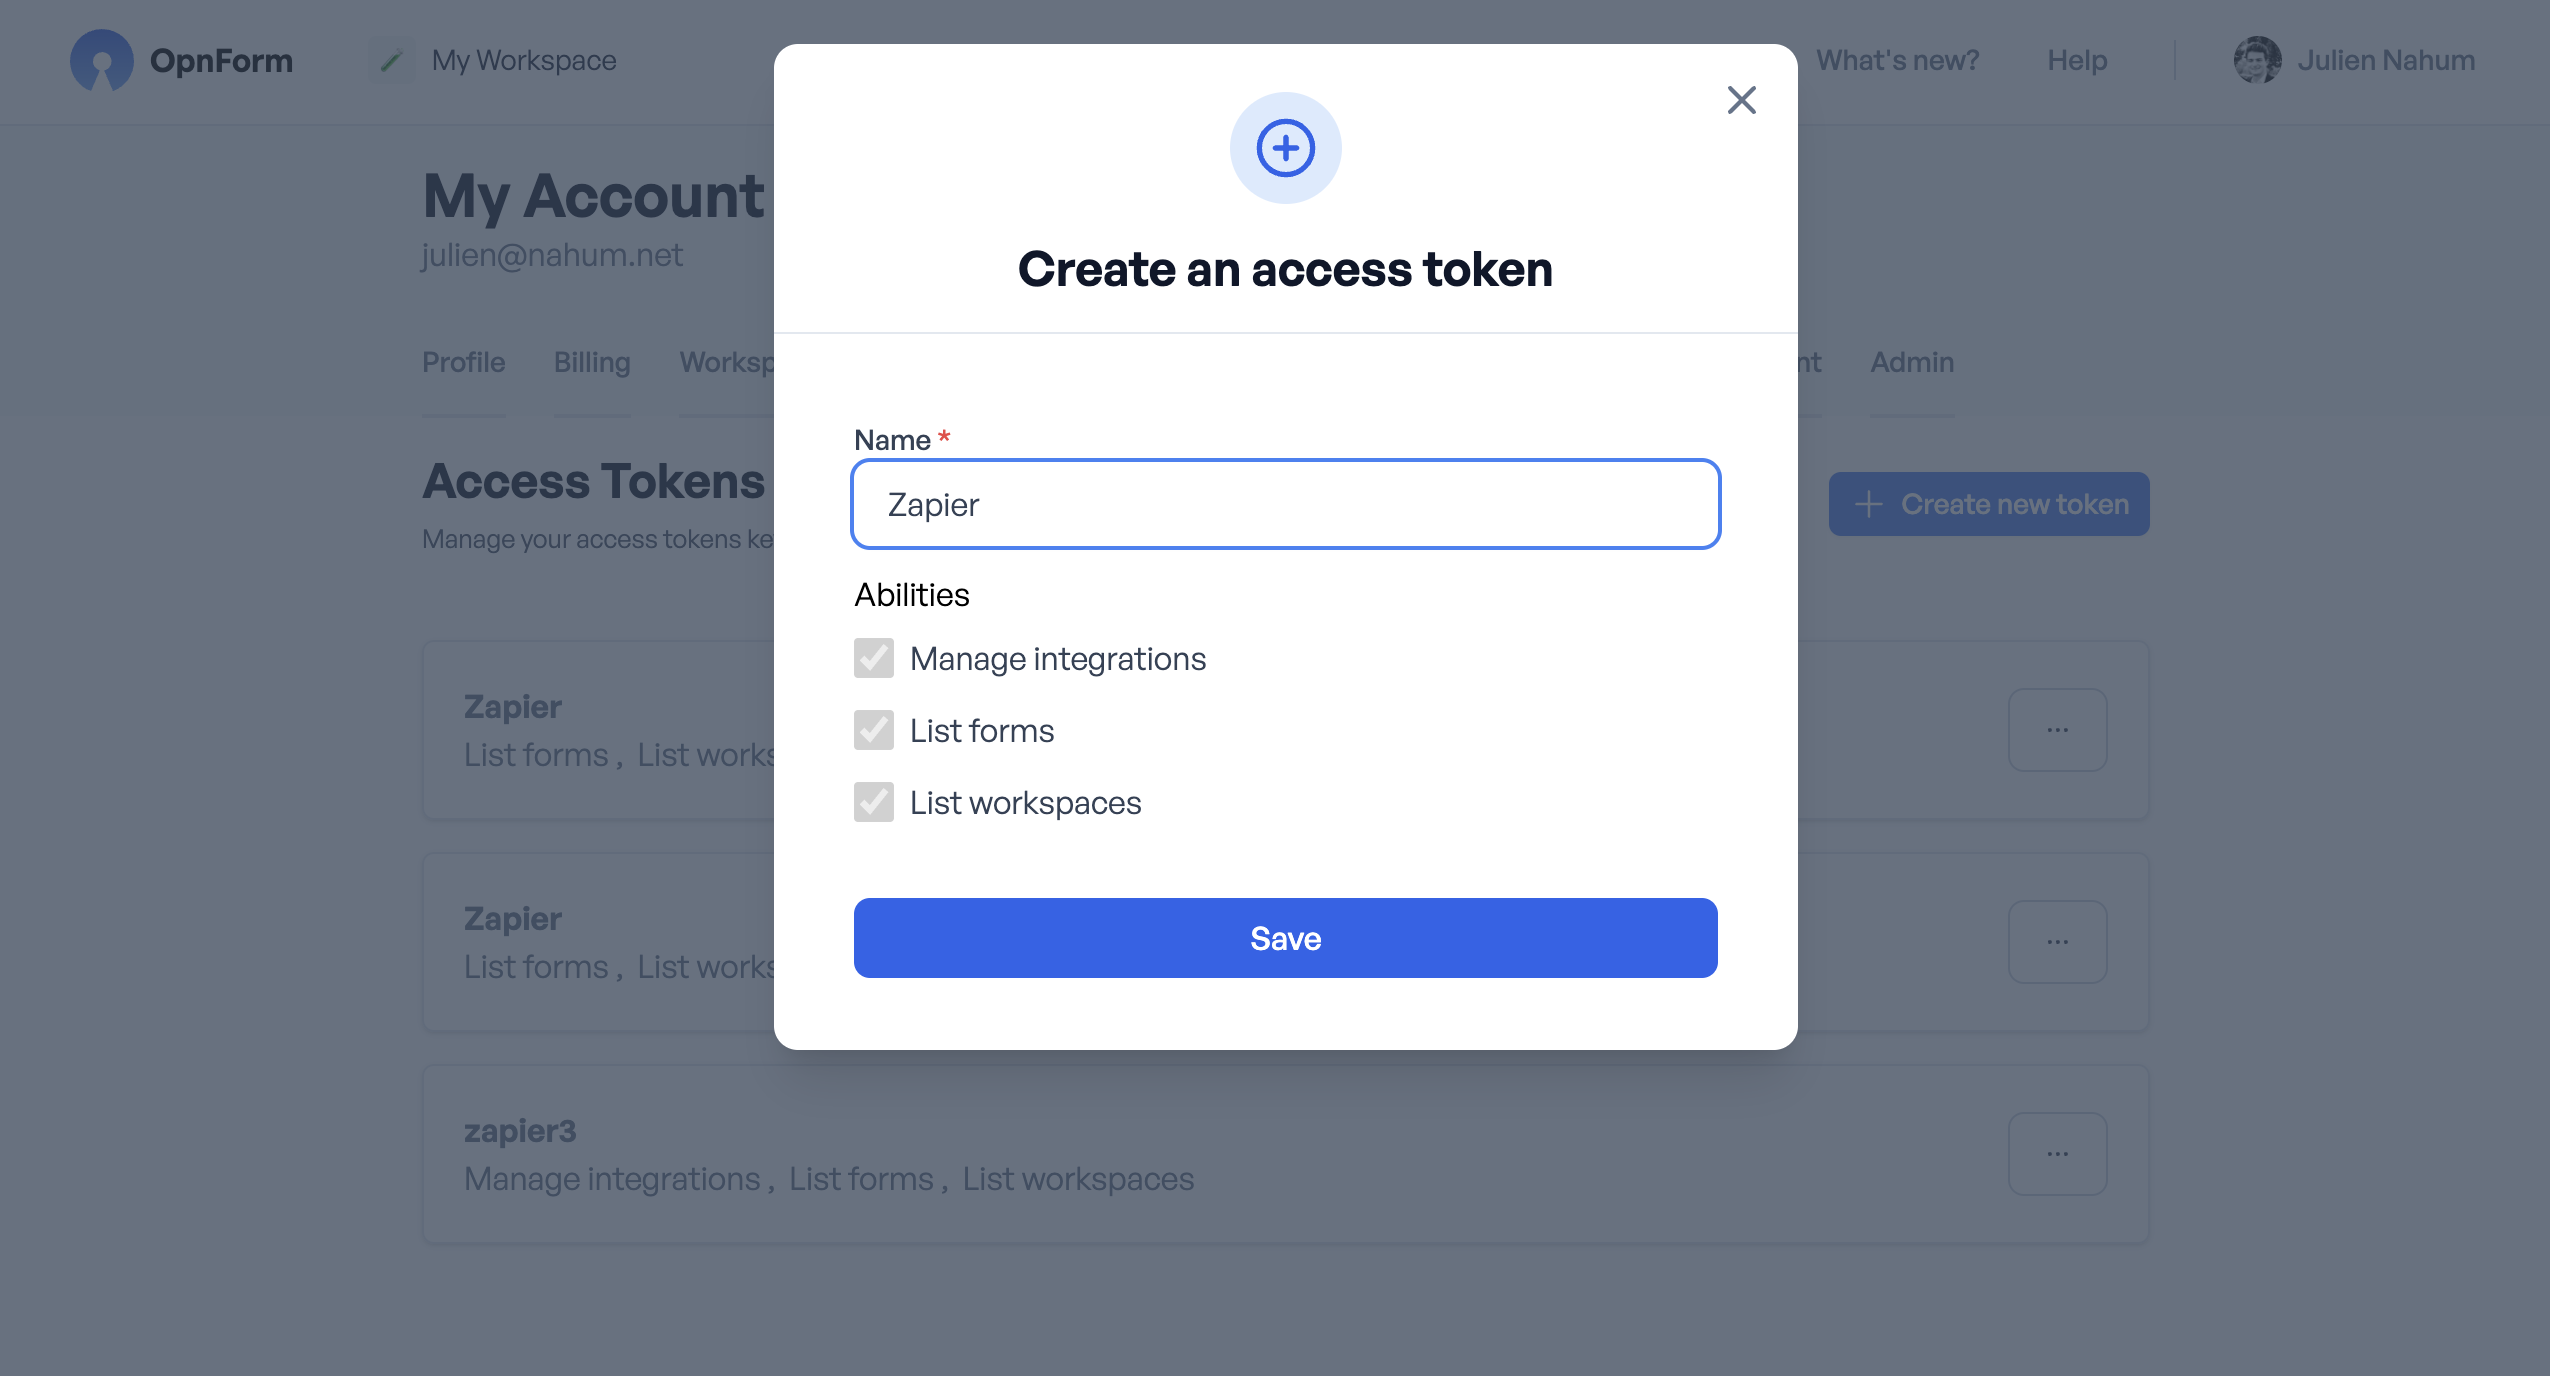 OpnForm
My Workspace
What's new?
Help
Julien Nahum
Create an access token
My Account
julien@nahum.net
Profile
Billing
Worksp
nt
Admin
Access Tokens
Manage your access tokens ke
Create new token
Name *
Zapier
Abilities
Manage integrations
List forms
List workspaces
Save
Zapier
List forms , List works
...
Zapier
List forms , List works
...
zapier3
Manage integrations , List forms , List workspaces
...